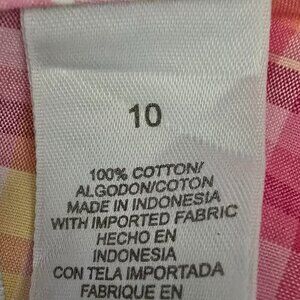 10
100% COTTON/
ALGODON/COTON
MADE IN INDONESIA
WITH IMPORTED FABRIC
HECHO EN
INDONESIA
CON TELA IMPORTADA
FABRIQUE EN